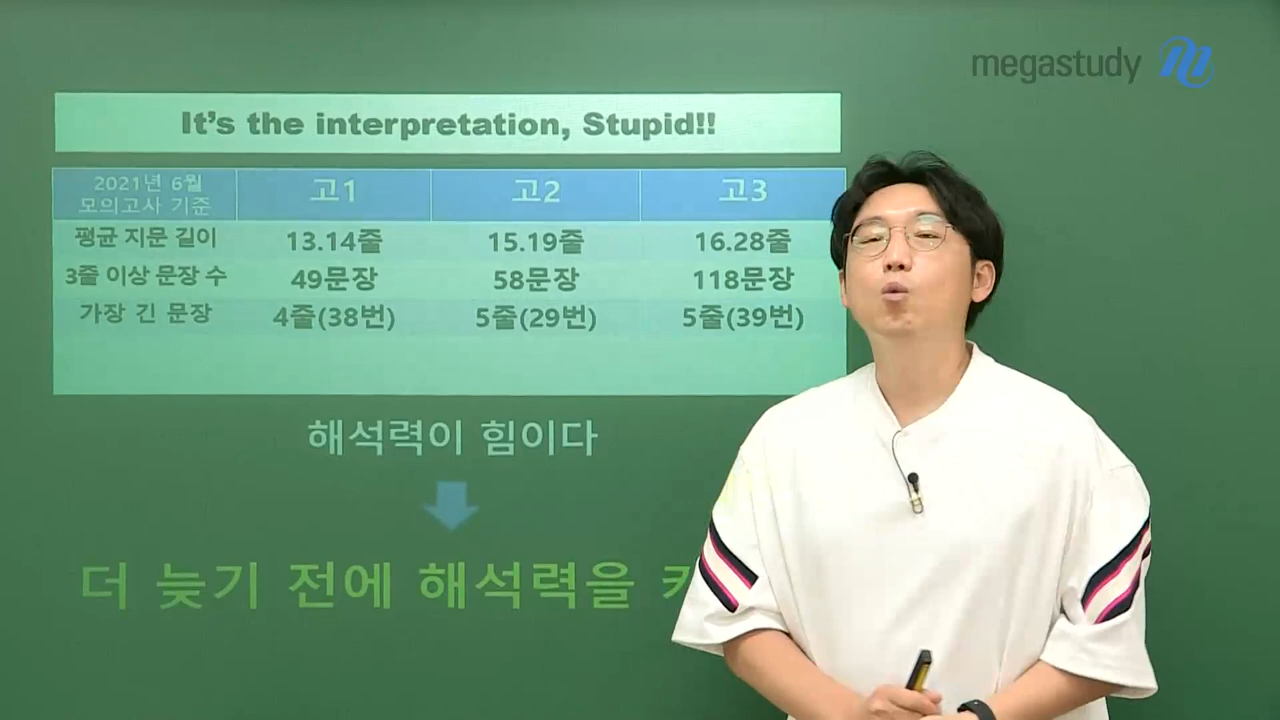 megastudy
It's the interpretation, Stupid!!
2021년 6월 모의고사 기준 고1 고2 고3
평균 지문 길이 13.14줄 15.19줄 16.28줄
3줄 이상 문장 수 49문장 58문장 118문장
가장 긴 문장 4줄(38번) 5줄(29번) 5줄(39번)
해석력이 힘이다
더 늦기 전에 해석력을